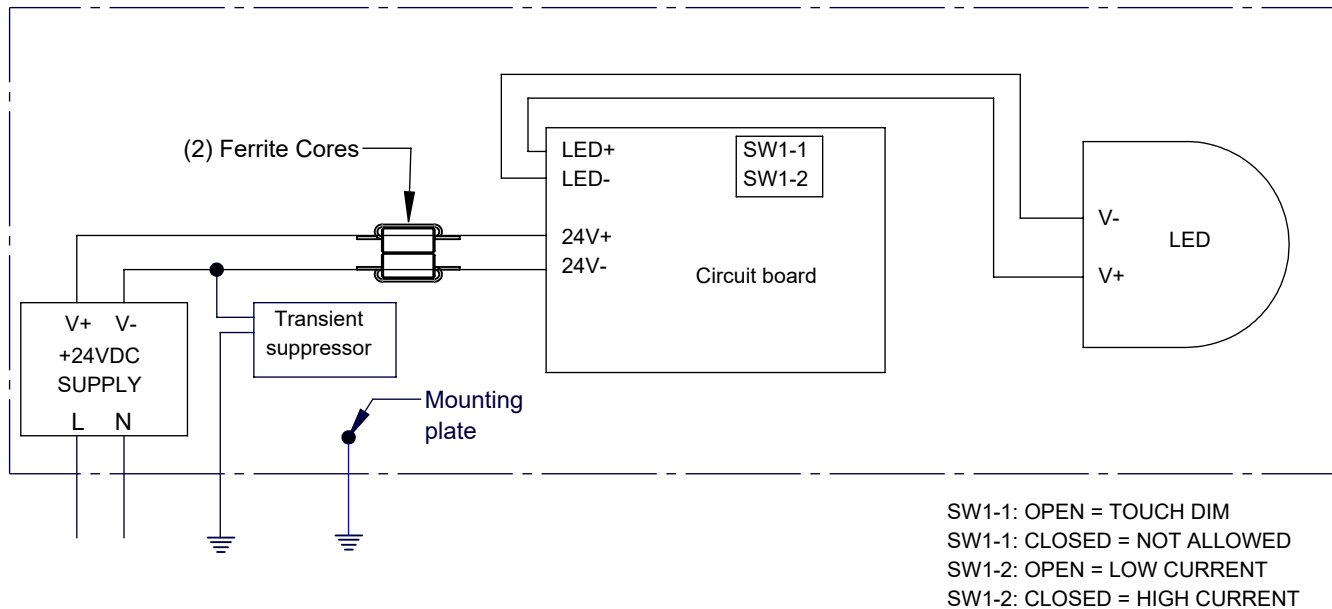 (2) Ferrite Cores
LED+
LED-
SW1-1
SW1-2
24V+
24V-
Circuit board
V-
V+
LED
V+ V-
+24VDC
SUPPLY
L N
Transient
suppressor
Mounting
plate
SW1-1: OPEN = TOUCH DIM
SW1-1: CLOSED = NOT ALLOWED
SW1-2: OPEN = LOW CURRENT
SW1-2: CLOSED = HIGH CURRENT